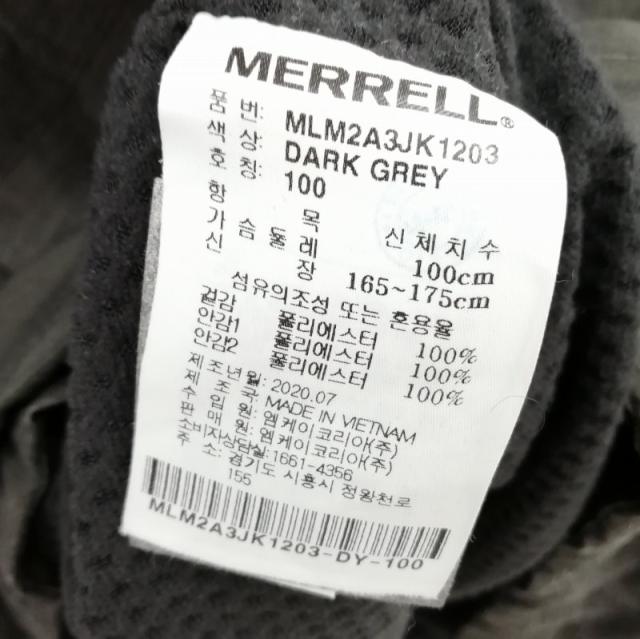 MERRELL®
품 번: MLM2A3JK1203
색 상: DARK GREY
호 칭: 100
항 목 신체치수
가슴둘레 100cm
신 장 165~175cm
섬유의조성 또는 혼용율
겉감 폴리에스터 100%
안감1 폴리에스터 100%
안감2 폴리에스터 100%
제조년월: 2020.07
제 조 국: MADE IN VIETNAM
수 입 원: 엠케이코리아(주)
판 매 원: 엠케이코리아(주)
소비자상담실:1661-4356
주 소: 경기도 시흥시 정왕천로
155
MLM2A3JK1203-DY-100